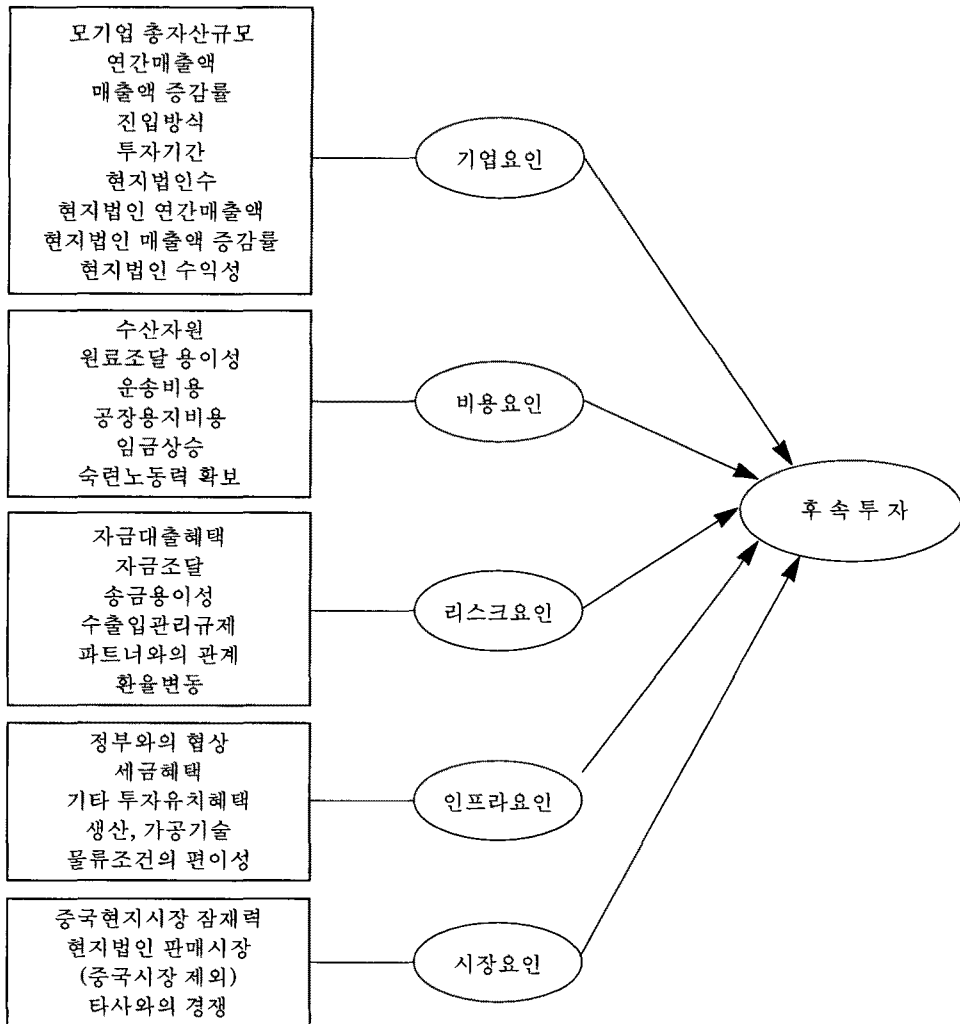 모기업 총자산규모
연간매출액
매출액 증감률
진입방식
투자기간
현지법인수
현지법인 연간매출액
현지법인 매출액 증감률
현지법인 수익성
기업요인
수산자원
원료조달 용이성
운송비용
공장용지비용
임금상승
숙련노동력 확보
비용요인
자금대출혜택
자금조달
송금용이성
수출입관리규제
파트너와의 관계
환율변동
리스크요인
정부와의 협상
세금혜택
기타 투자유치혜택
생산, 가공기술
물류조건의 편이성
인프라요인
중국현지시장 잠재력
현지법인 판매시장
(중국시장 제외)
타사와의 경쟁
시장요인
후 속 투 자